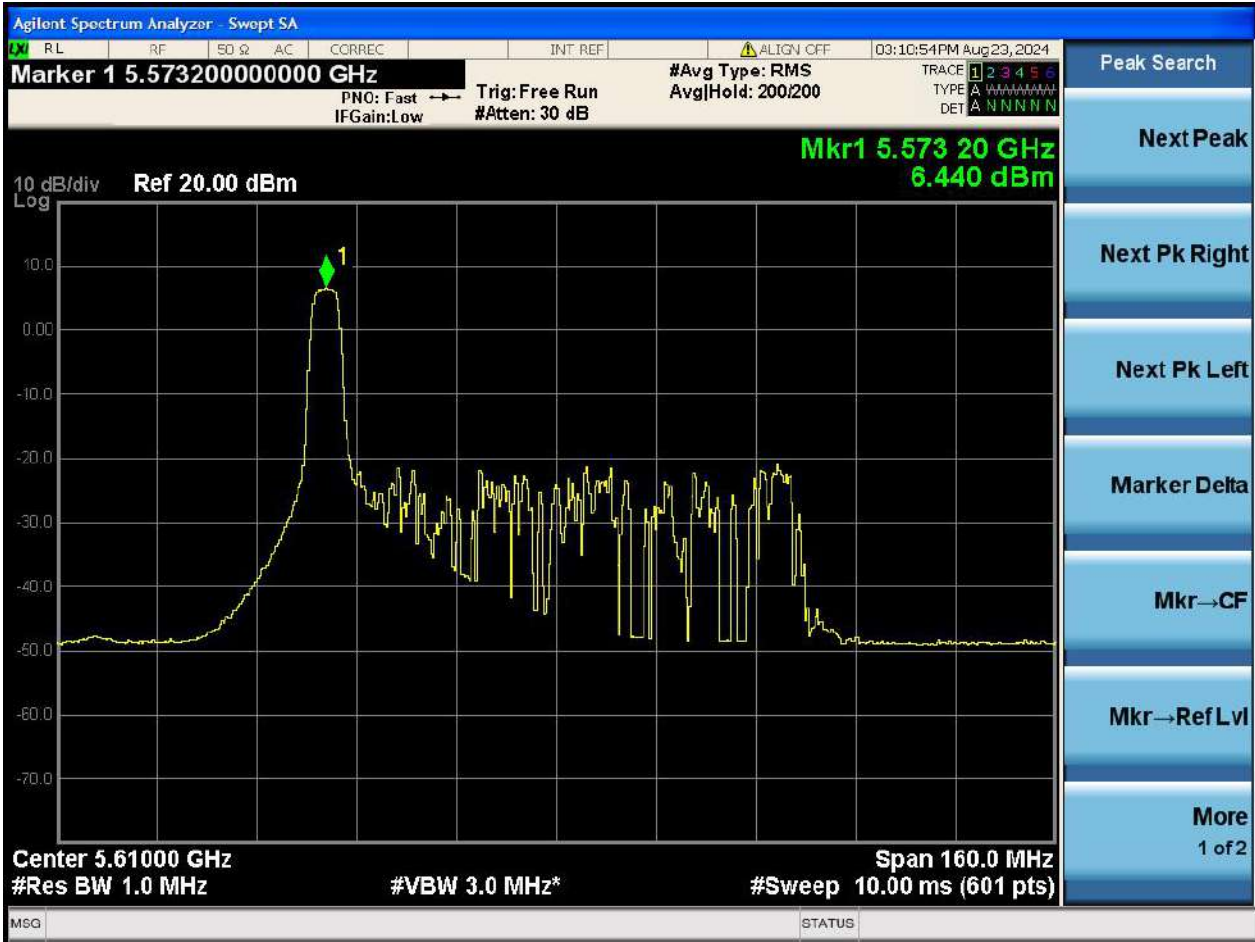 Agilent Spectrum Analyzer - Swept SA
LXI RL RF 50 Ω AC CORREC INT REF ALIGN OFF 03:10:54 PM Aug 23, 2024
Marker 1 5.573200000000 GHz
PNO: Fast
IFGain:Low
Trig: Free Run
#Atten: 30 dB
#Avg Type: RMS
Avg|Hold: 200/200
TRACE 1 2 3 4 5 6
TYPE A WWWWWW
DET A N N N N N
Mkr1 5.573 20 GHz
6.440 dBm
10 dB/div Ref 20.00 dBm
Log
1
10.0
0.00
-10.0
-20.0
-30.0
-40.0
-50.0
-60.0
-70.0
Center 5.61000 GHz Span 160.0 MHz
#Res BW 1.0 MHz #VBW 3.0 MHz* #Sweep 10.00 ms (601 pts)
MSG STATUS
Peak Search
Next Peak
Next Pk Right
Next Pk Left
Marker Delta
Mkr→CF
Mkr→Ref Lvl
More
1 of 2